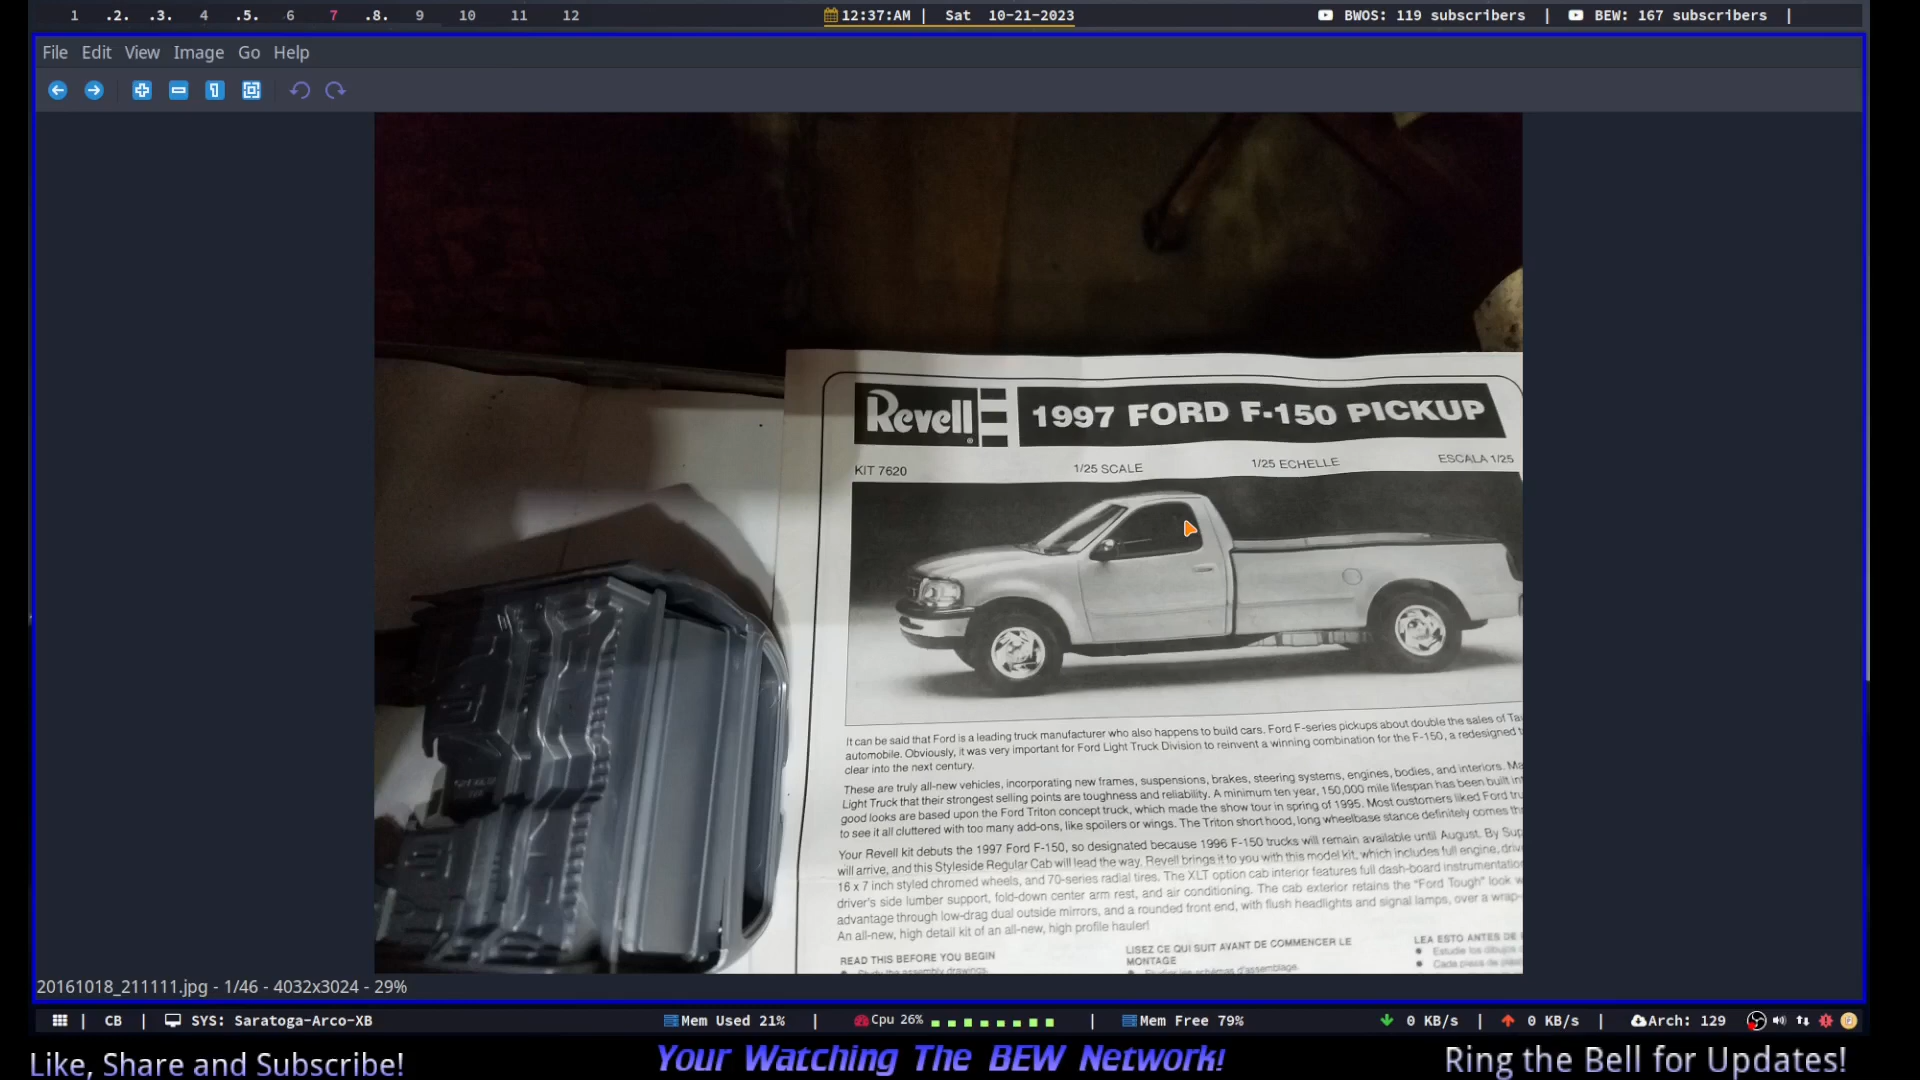 1 .2. .3. 4 .5. 6 7 .8. 9 10 11 12
12:37:AM | Sat 10-21-2023
BWOS: 119 subscribers | BEW: 167 subscribers |
File Edit View Image Go Help
Revell
1997 FORD F-150 PICKUP
KIT 7620 1/25 SCALE 1/25 ECHELLE ESCALA 1/25
It can be said that Ford is a leading truck manufacturer who also happens to build cars. Ford F-series pickups about double the sales of
automobile. Obviously, it was very important for Ford Light Truck Division to reinvent a winning combination for the F-150, a redesigned
clear into the next century.
These are truly all-new vehicles, incorporating new frames, suspensions, brakes, steering systems, engines, bodies, and interiors.
Light Truck that their strongest selling points are toughness and reliability. A minimum ten year, 150,000 mile lifespan has been built
good looks are based upon the Ford Triton concept truck, which made the show tour in spring of 1995. Most customers liked Ford
to see it all cluttered with too many add-ons, like spoilers or wings. The Triton short hood, long wheelbase stance definitely comes
Your Revell kit debuts the 1997 Ford F-150, so designated because 1996 F-150 trucks will remain available until August. By
will arrive, and this Styleside Regular Cab will lead the way. Revell brings it to you with this model kit, which includes full engine,
16 x 7 inch styled chromed wheels, and 70-series radial tires. The XLT option cab interior features full dash-board instrumentation
driver's side lumber support, fold-down center arm rest, and air conditioning. The cab exterior retains the "Ford Tough" look
advantage through low-drag dual outside mirrors, and a rounded front end, with flush headlights and signal lamps, over a wrap-
An all-new, high detail kit of an all-new, high profile hauler!
READ THIS BEFORE YOU BEGIN
• Study the assembly drawings.
LISEZ CE QUI SUIT AVANT DE COMMENCER LE
MONTAGE
• Etudier les schémas d'assemblage.
LEA ESTO ANTES DE
• Estudie los dibujos
• Cada pieza de
20161018_211111.jpg - 1/46 - 4032x3024 - 29%
| CB | SYS: Saratoga-Arco-XB
Mem Used 21% | Cpu 26% | Mem Free 79%
0 KB/s | 0 KB/s | Arch: 129
Like, Share and Subscribe!
Your Watching The BEW Network!
Ring the Bell for Updates!